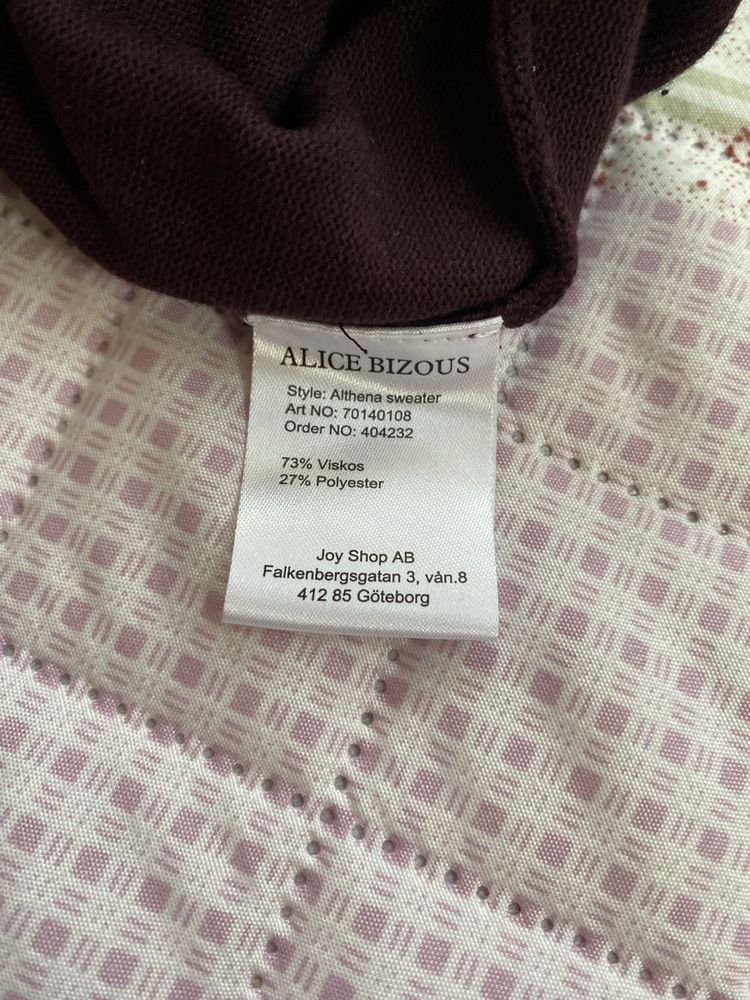 ALICE BIZOUS
Style: Althena sweater
Art NO: 70140108
Order NO: 404232
73% Viskos
27% Polyester
Joy Shop AB
Falkenbergsgatan 3, vån.8
412 85 Göteborg